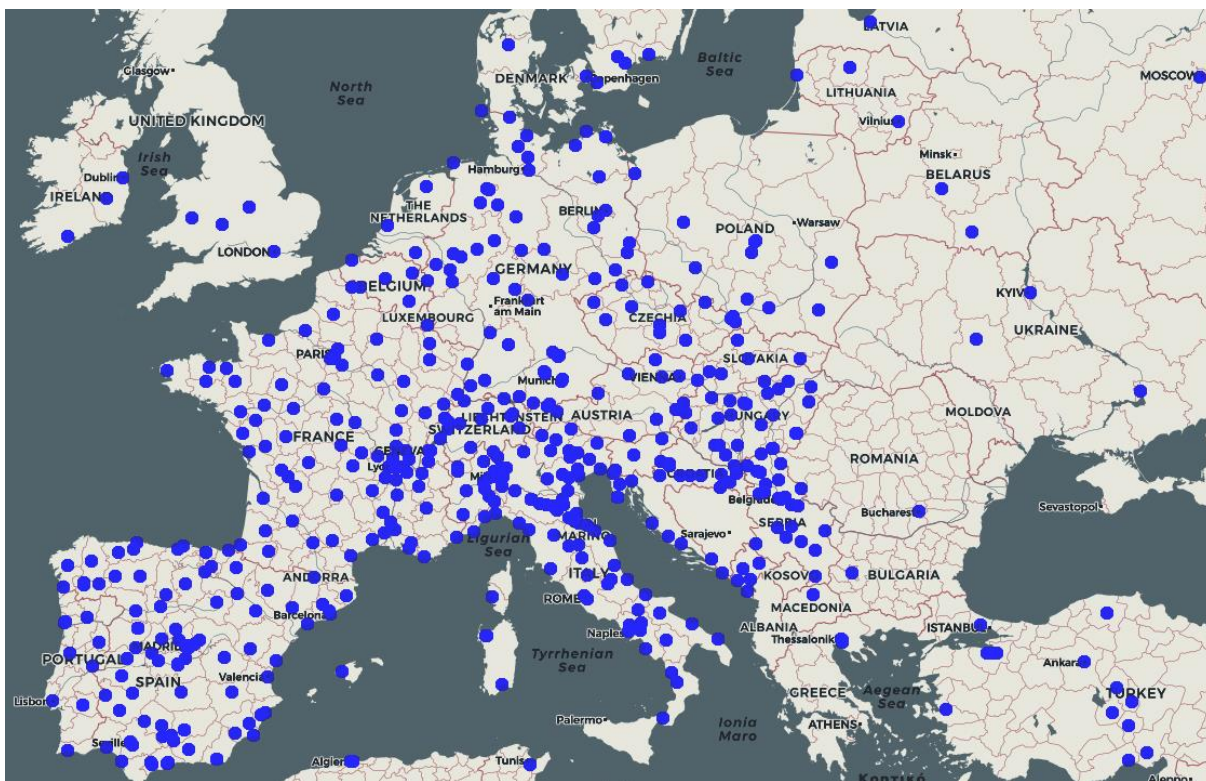 LATVIA
Glasgow
Baltic
Sea
MOSCOW
DENMARK
Copenhagen
North
Sea
LITHUANIA
UNITED KINGDOM
Vilnius
Irish
Sea
Minsk
BELARUS
Dublin
Hamburg
IRELAND
THE
NETHERLANDS
BERLIN
Warsaw
POLAND
LONDON
GERMANY
BELGIUM
KYIV
Frankfurt
am Main
LUXEMBOURG
CZECHIA
UKRAINE
PARIS
SLOVAKIA
VIENNA
Munich
LIECHTENSTEIN
AUSTRIA
HUNGARY
MOLDOVA
SWITZERLAND
FRANCE
ROMANIA
Belgrade
Bucharest
Sevastopol
SERBIA
Sarajevo
MARINO
Ligurian
Sea
ITALY
KOSOVO
BULGARIA
ANDORRA
ROME
MACEDONIA
Barcelona
ALBANIA
ISTANBUL
Naples
Thessaloniki
MADRID
PORTUGAL
Tyrrhenian
Sea
Ankara
SPAIN
Valencia
GREECE
Aegean
Sea
TURKEY
Lisbon
Palermo
Ionia
Maro
ATHENS
Seville
Algier
Tunis
Aleppo